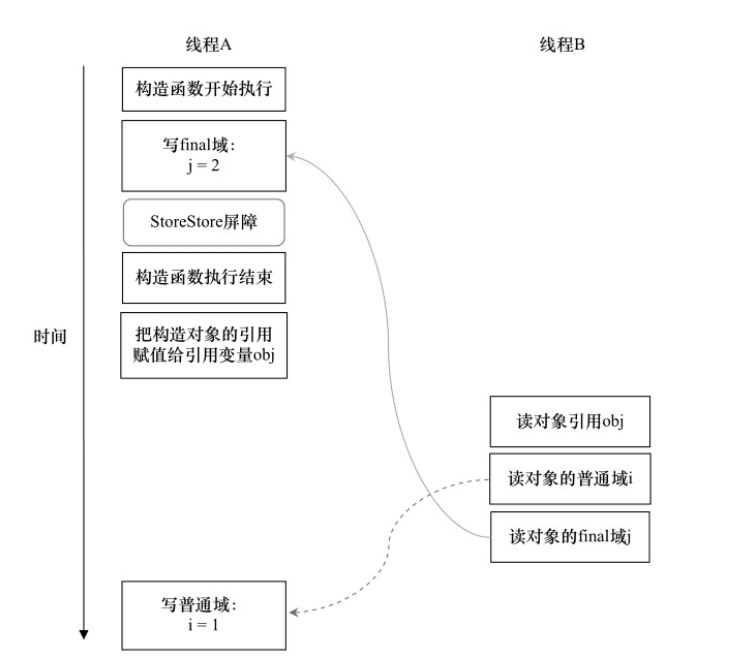 线程A
线程B
构造函数开始执行
写final域：
j = 2
StoreStore屏障
构造函数执行结束
时间
把构造对象的引用
赋值给引用变量obj
读对象引用obj
读对象的普通域i
读对象的final域j
写普通域：
i = 1